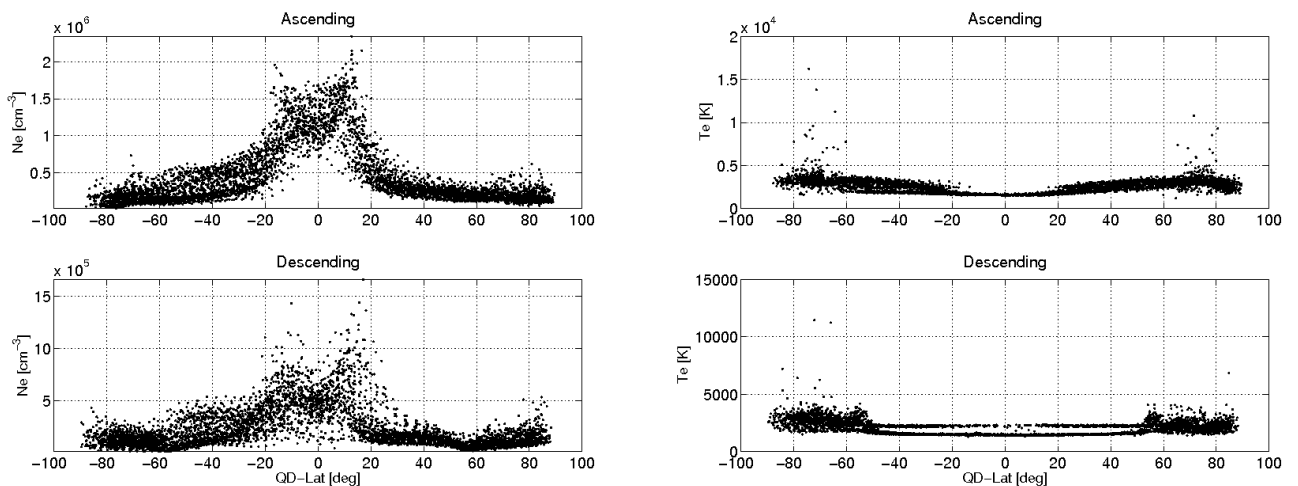 Ascending
x 10^6
Ne [cm^-3]
2
1.5
1
0.5
−100 −80 −60 −40 −20 0 20 40 60 80 100
Ascending
x 10^4
Te [K]
2
1.5
1
0.5
0
−100 −80 −60 −40 −20 0 20 40 60 80 100
Descending
x 10^5
Ne [cm^-3]
15
10
5
−100 −80 −60 −40 −20 0 20 40 60 80 100
QD−Lat [deg]
Descending
Te [K]
15000
10000
5000
0
−100 −80 −60 −40 −20 0 20 40 60 80 100
QD−Lat [deg]